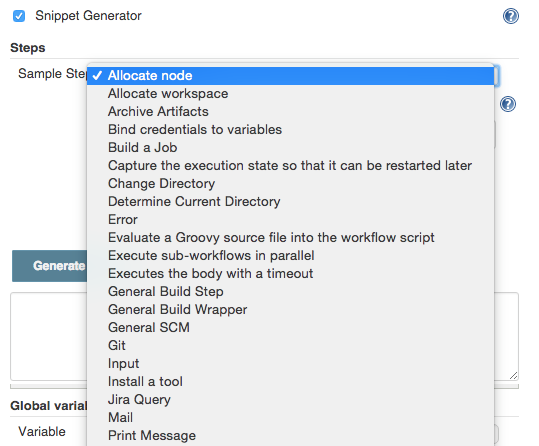 Snippet Generator
Steps
Sample Step
Allocate node
Allocate workspace
Archive Artifacts
Bind credentials to variables
Build a Job
Capture the execution state so that it can be restarted later
Change Directory
Determine Current Directory
Error
Evaluate a Groovy source file into the workflow script
Execute sub-workflows in parallel
Executes the body with a timeout
Generate
General Build Step
General Build Wrapper
General SCM
Git
Input
Install a tool
Jira Query
Global varia
Mail
Variable
Print Message